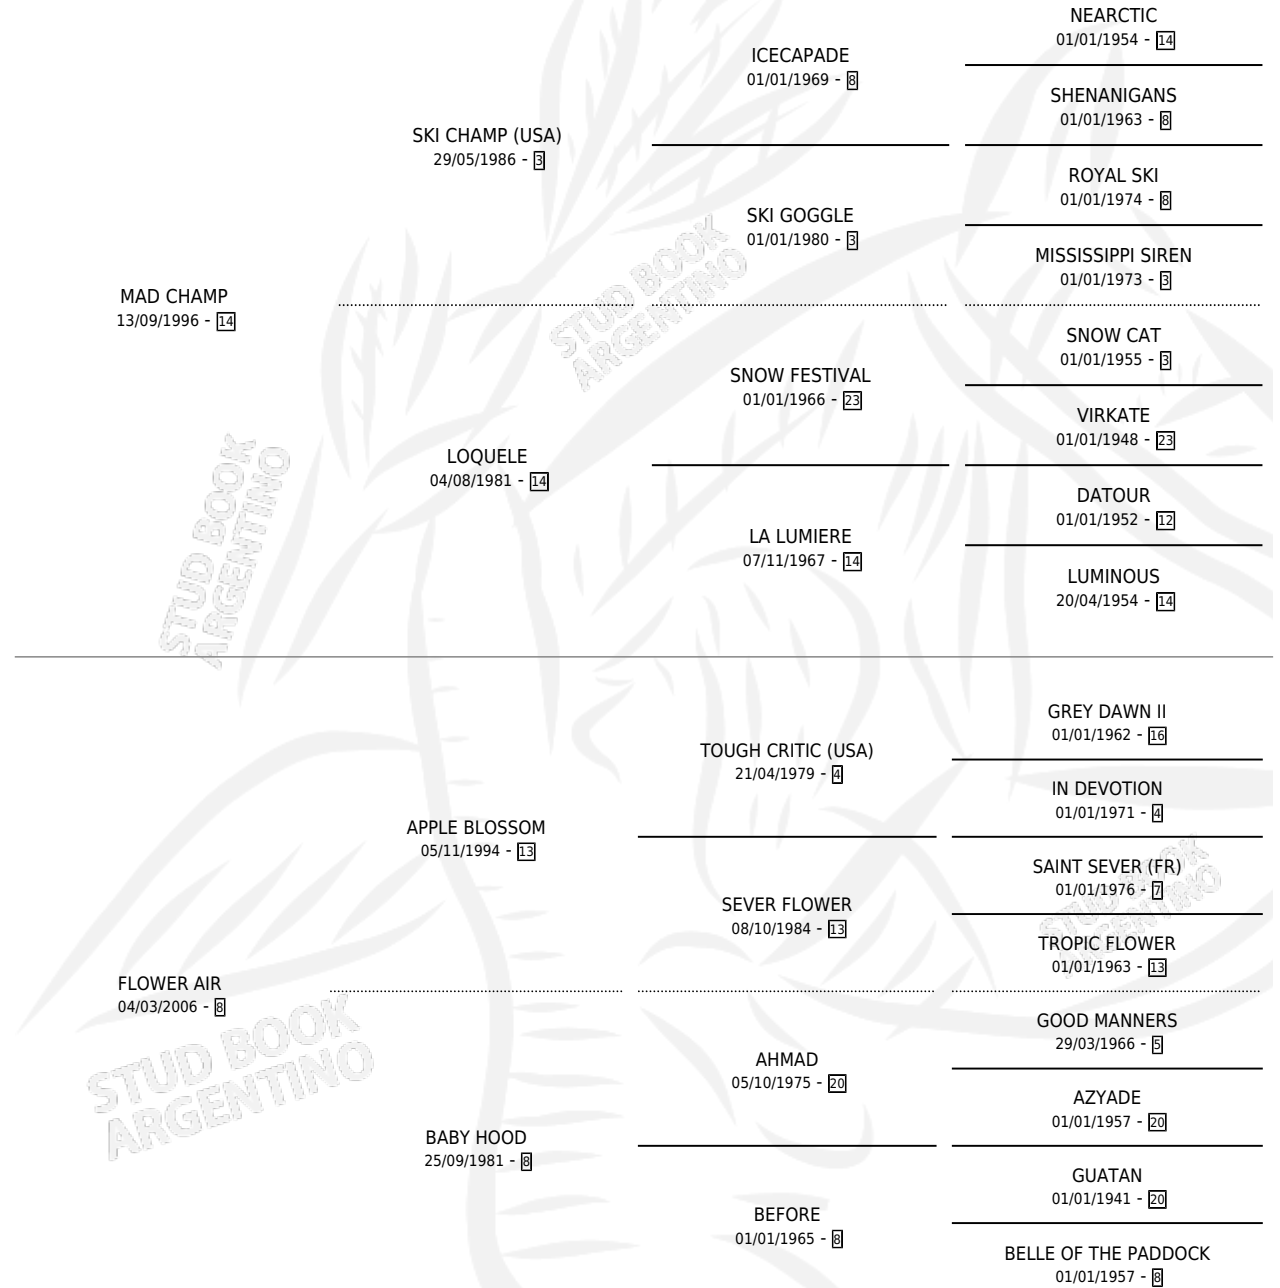 NEARCTIC
01/01/1954 - 14
ICECAPADE
01/01/1969 - 8
SHENANIGANS
01/01/1963 - 8
SKI CHAMP (USA)
29/05/1986 - 3
ROYAL SKI
01/01/1974 - 8
SKI GOGGLE
01/01/1980 - 3
MISSISSIPPI SIREN
01/01/1973 - 3
MAD CHAMP
13/09/1996 - 14
STUD BOOK
ARGENTINO
SNOW CAT
01/01/1955 - 3
SNOW FESTIVAL
01/01/1966 - 23
VIRKATE
01/01/1948 - 23
LOQUELE
04/08/1981 - 14
DATOUR
01/01/1952 - 12
LA LUMIERE
07/11/1967 - 14
LUMINOUS
20/04/1954 - 14
STUD BOOK
ARGENTINO
GREY DAWN II
01/01/1962 - 16
TOUGH CRITIC (USA)
21/04/1979 - 4
IN DEVOTION
01/01/1971 - 4
APPLE BLOSSOM
05/11/1994 - 13
SAINT SEVER (FR)
01/01/1976 - 7
SEVER FLOWER
08/10/1984 - 13
STUD BOOK
ARGENTINO
TROPIC FLOWER
01/01/1963 - 13
FLOWER AIR
04/03/2006 - 8
GOOD MANNERS
29/03/1966 - 5
AHMAD
05/10/1975 - 20
AZYADE
01/01/1957 - 20
STUD BOOK
ARGENTINO
BABY HOOD
25/09/1981 - 8
GUATAN
01/01/1941 - 20
BEFORE
01/01/1965 - 8
BELLE OF THE PADDOCK
01/01/1957 - 8